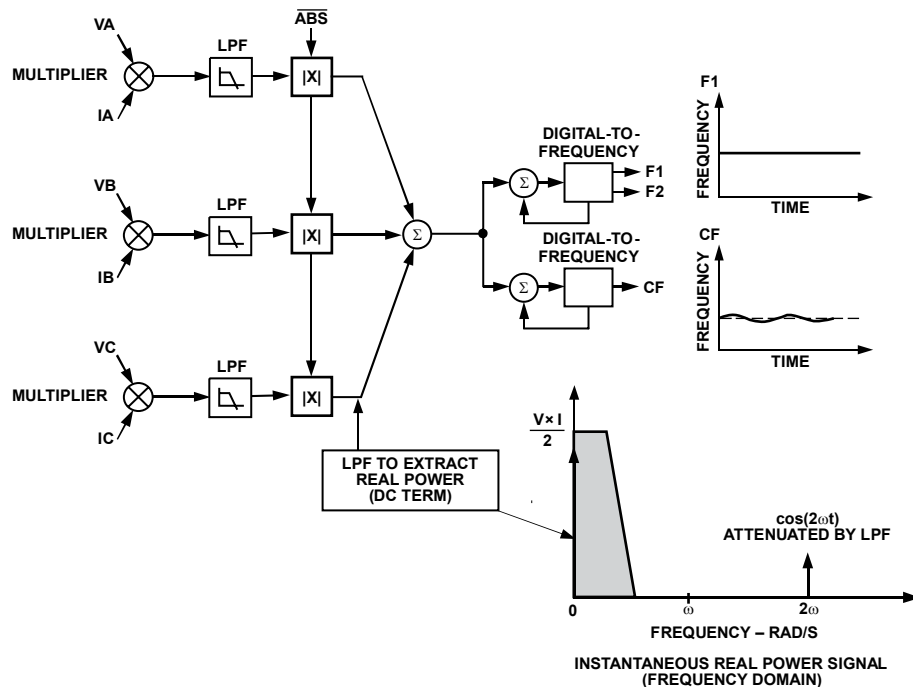 VA
MULTIPLIER
IA
LPF
ABS
|X|
VB
MULTIPLIER
IB
LPF
|X|
VC
MULTIPLIER
IC
LPF
|X|
Σ
DIGITAL-TO-
FREQUENCY
Σ
F1
F2
DIGITAL-TO-
FREQUENCY
Σ
CF
F1
FREQUENCY
TIME
CF
FREQUENCY
TIME
LPF TO EXTRACT
REAL POWER
(DC TERM)
V × I
2
cos(2ωt)
ATTENUATED BY LPF
0
ω
2ω
FREQUENCY – RAD/S
INSTANTANEOUS REAL POWER SIGNAL
(FREQUENCY DOMAIN)